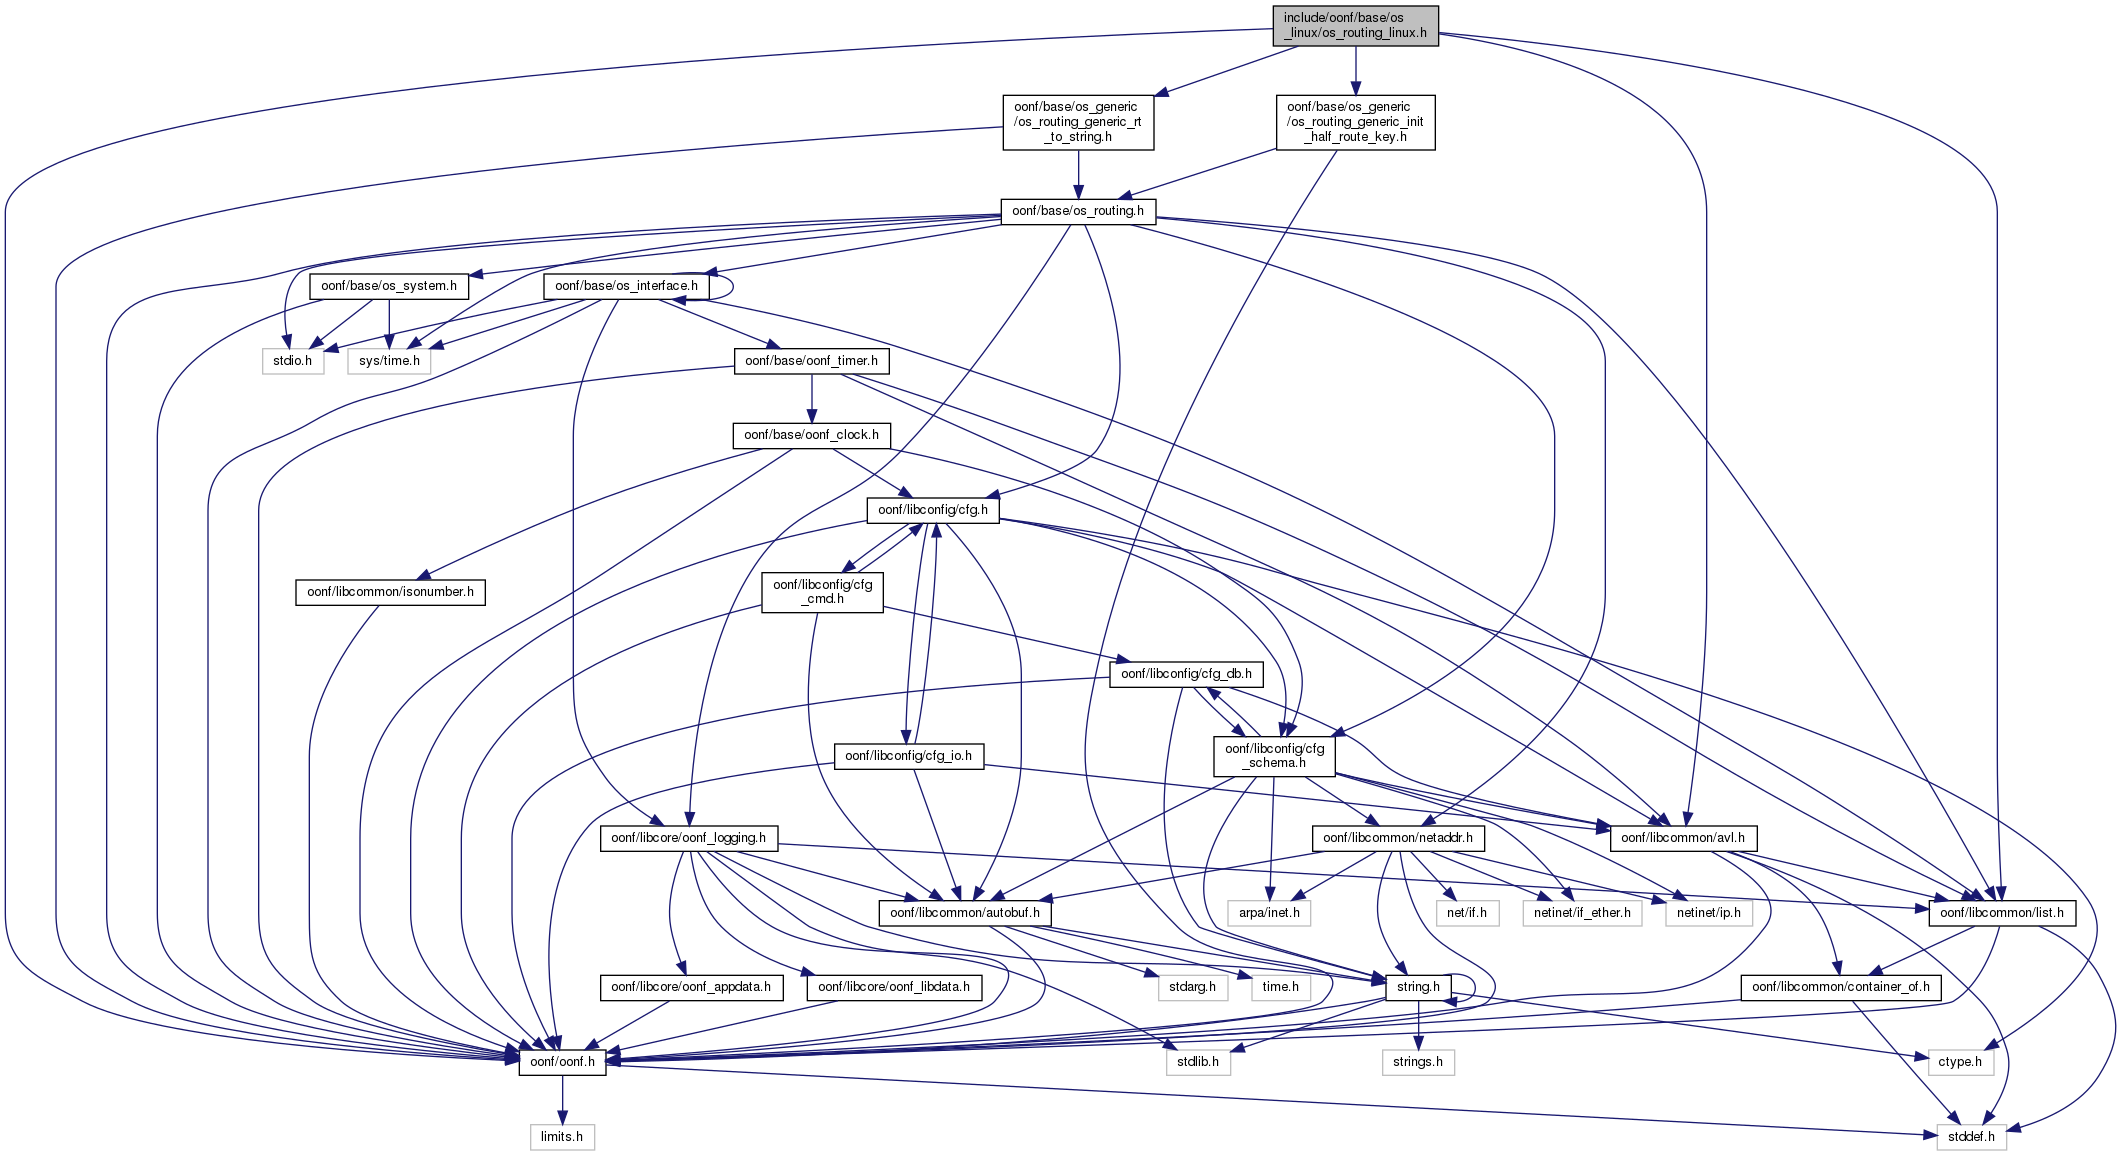 include/oonf/base/os
_linux/os_routing_linux.h
oonf/base/os_generic
/os_routing_generic_rt
_to_string.h
oonf/base/os_generic
/os_routing_generic_init
_half_route_key.h
oonf/base/os_routing.h
oonf/base/os_system.h
oonf/base/os_interface.h
stdio.h
sys/time.h
oonf/base/oonf_timer.h
oonf/base/oonf_clock.h
oonf/libconfig/cfg.h
oonf/libcommon/isonumber.h
oonf/libconfig/cfg
_cmd.h
oonf/libconfig/cfg_db.h
oonf/libconfig/cfg_io.h
oonf/libconfig/cfg
_schema.h
oonf/libcore/oonf_logging.h
oonf/libcommon/netaddr.h
oonf/libcommon/avl.h
oonf/libcommon/autobuf.h
arpa/inet.h
net/if.h
netinet/if_ether.h
netinet/ip.h
oonf/libcommon/list.h
oonf/libcore/oonf_appdata.h
oonf/libcore/oonf_libdata.h
stdarg.h
time.h
string.h
oonf/libcommon/container_of.h
oonf/oonf.h
stdlib.h
strings.h
ctype.h
limits.h
stddef.h